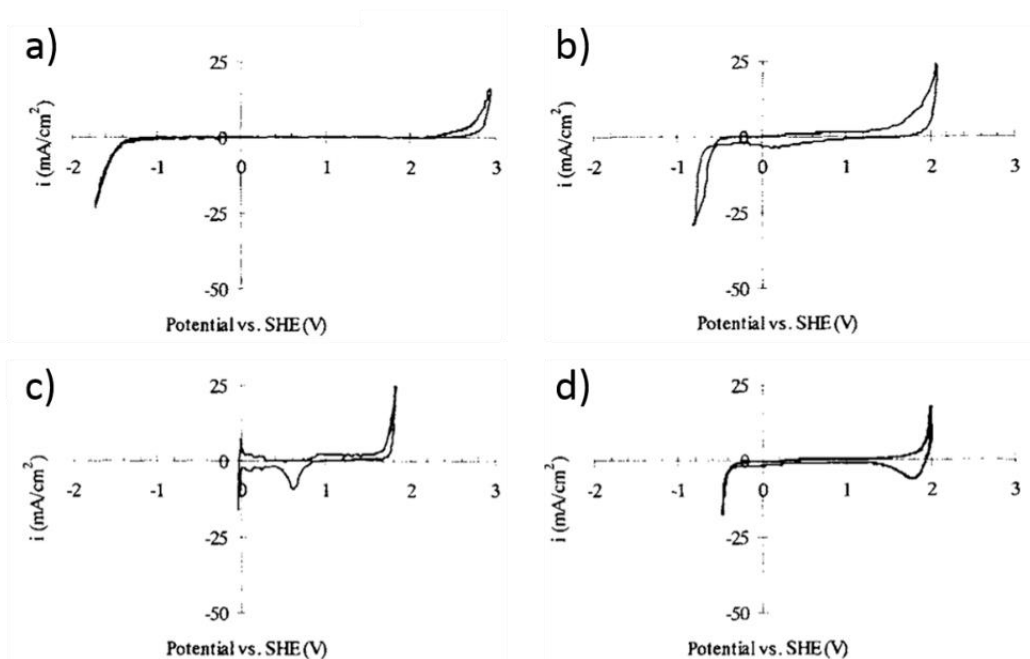 a)
25
i (mA/cm²)
0
-2 -1 0 1 2 3
-25
-50
Potential vs. SHE (V)
b)
25
i (mA/cm²)
0
-2 -1 0 1 2 3
-25
-50
Potential vs. SHE (V)
c)
25
i (mA/cm²)
0
-2 -1 0 1 2 3
-25
-50
Potential vs. SHE (V)
d)
25
i (mA/cm²)
0
-2 -1 0 1 2 3
-25
-50
Potential vs. SHE (V)